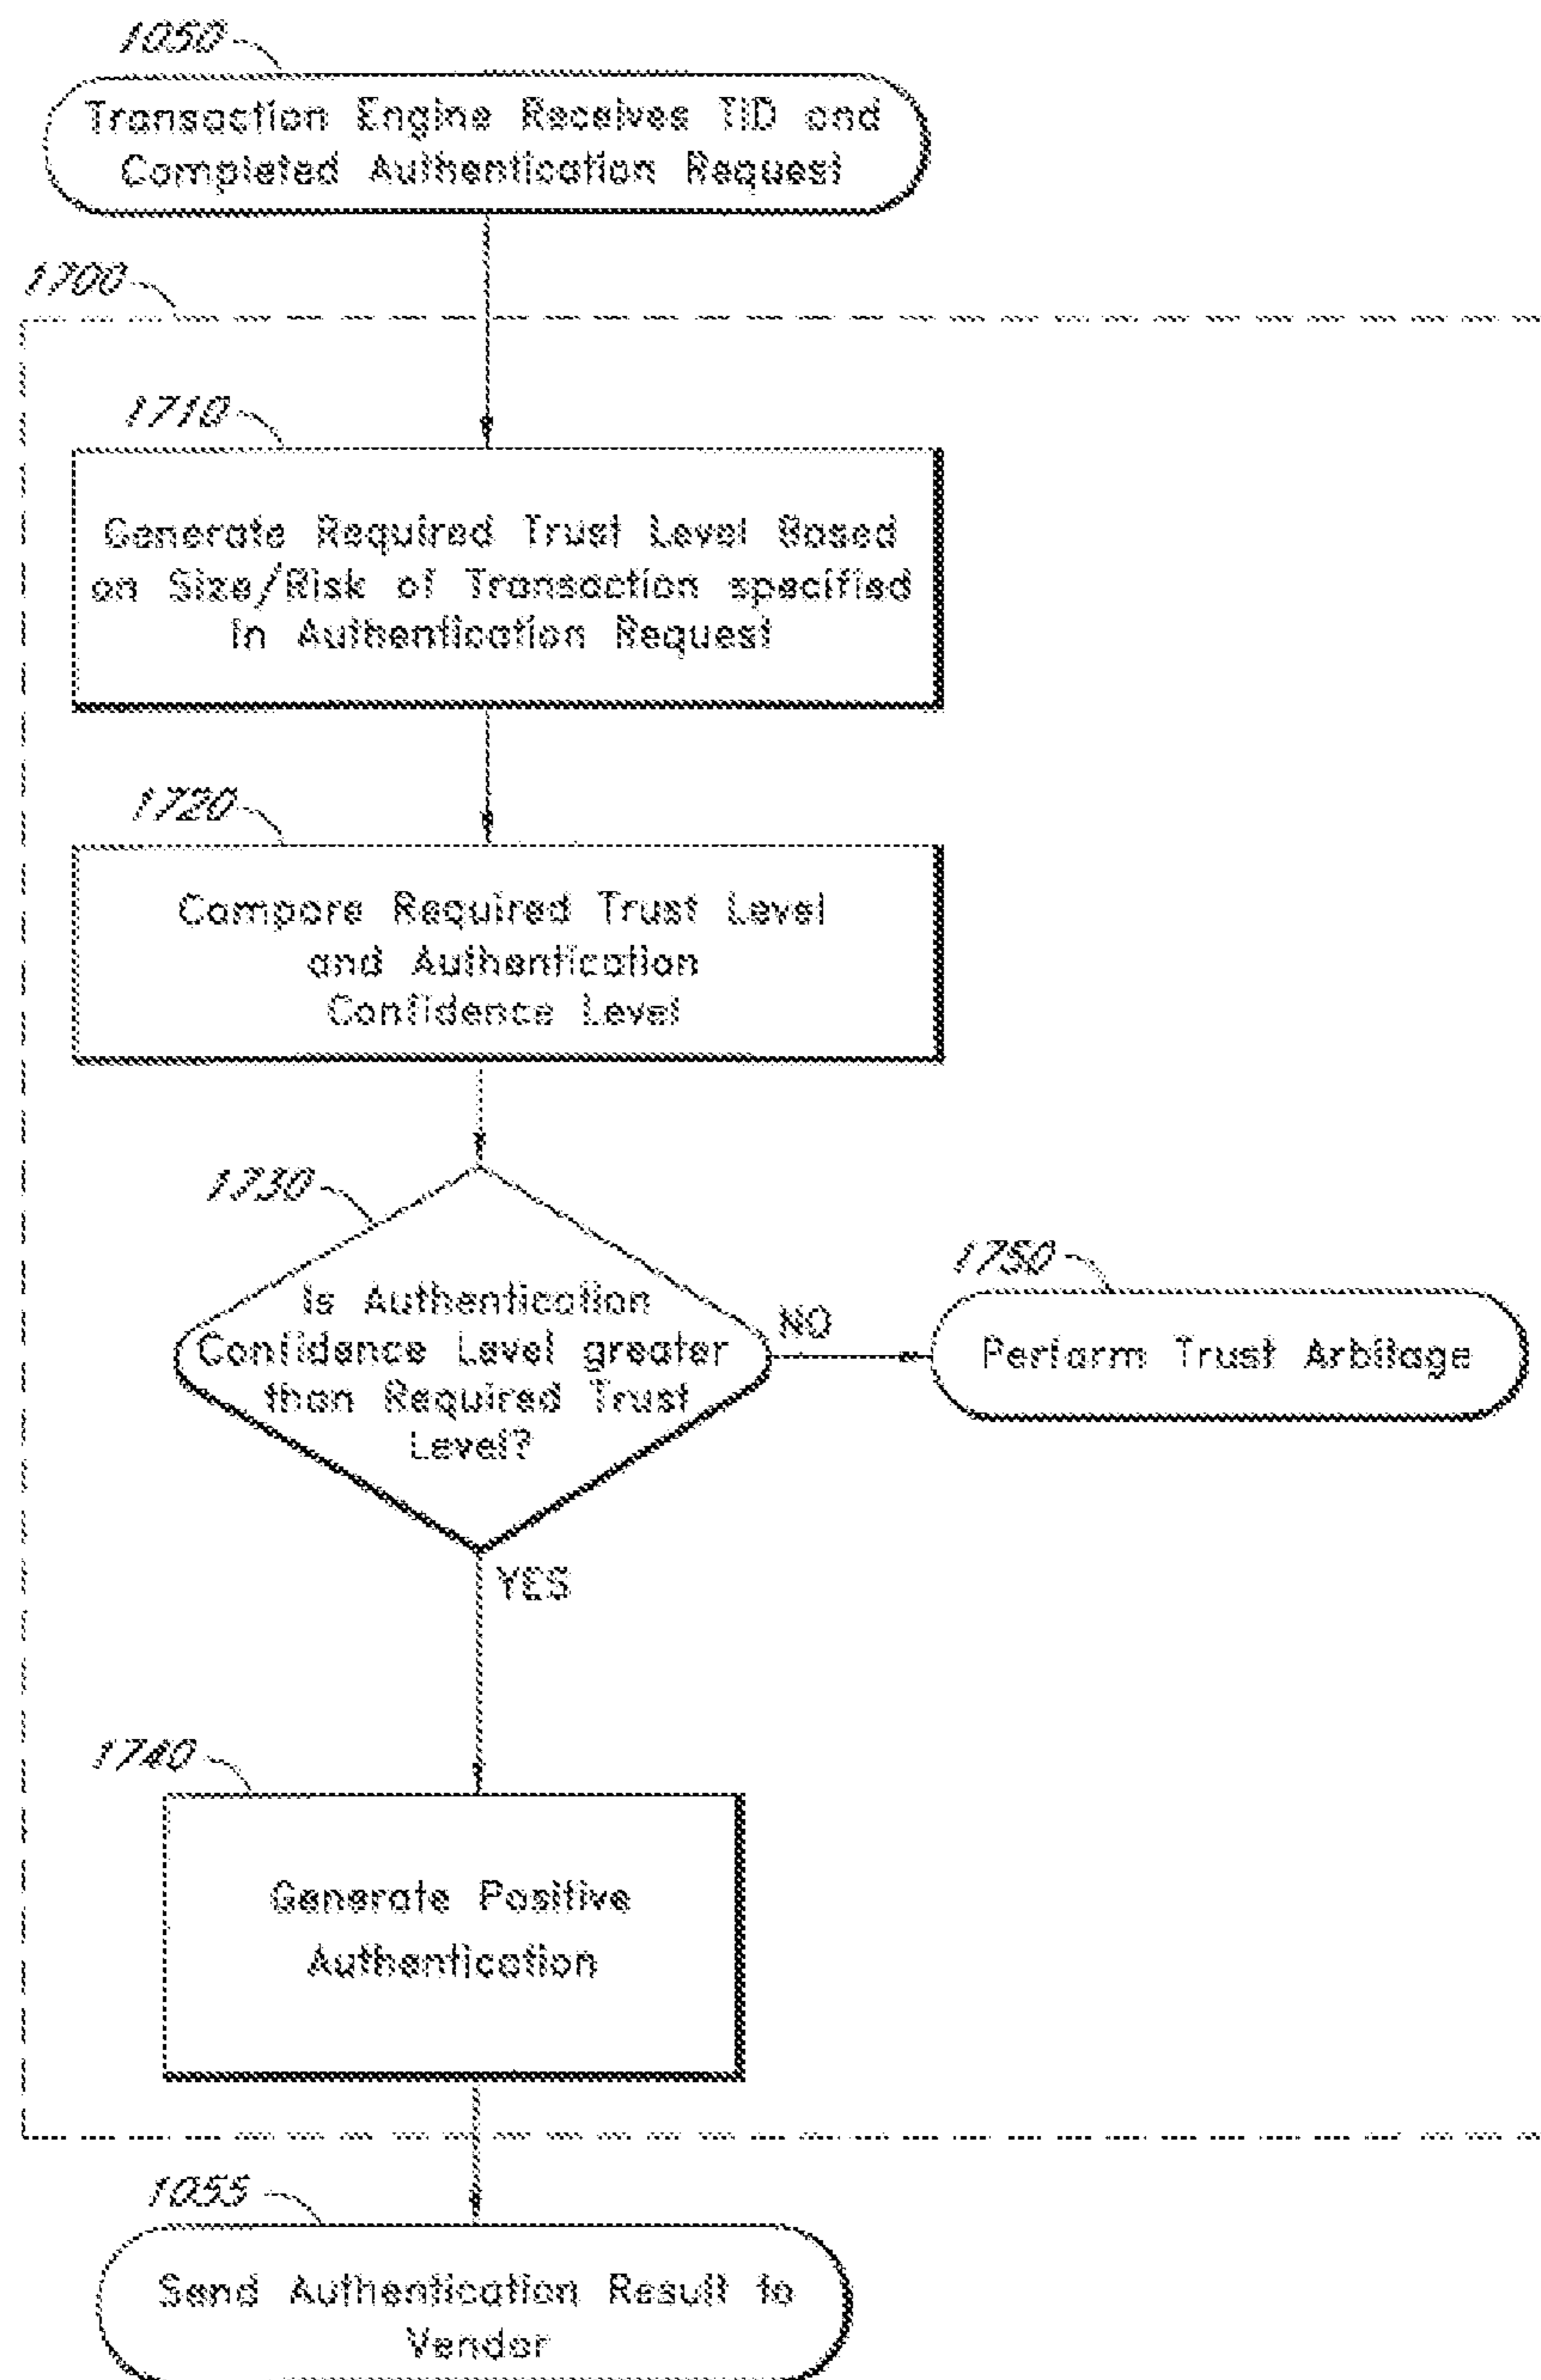 1050
Transaction Engine Receives TID and
Completed Authentication Request
1700
1710
Generate Required Trust Level Based
on Size/Risk of Transaction specified
in Authentication Request
1720
Compare Required Trust Level
and Authentication
Confidence Level
1730
Is Authentication
Confidence Level greater
than Required Trust
Level?
NO
1750
Perform Trust Arbitage
YES
1740
Generate Positive
Authentication
1055
Send Authentication Result to
Vendor